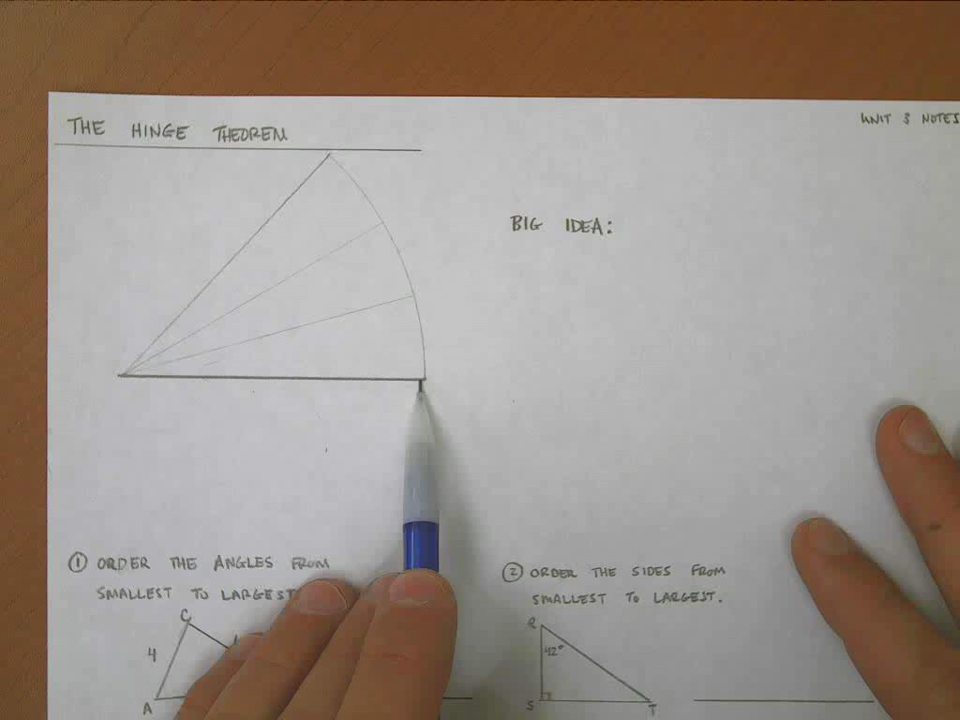 THE HINGE THEOREM
UNIT 3 NOTES
BIG IDEA:
① ORDER THE ANGLES FROM
SMALLEST TO LARGEST
C
4
A
② ORDER THE SIDES FROM
SMALLEST TO LARGEST.
R
42°
S
T